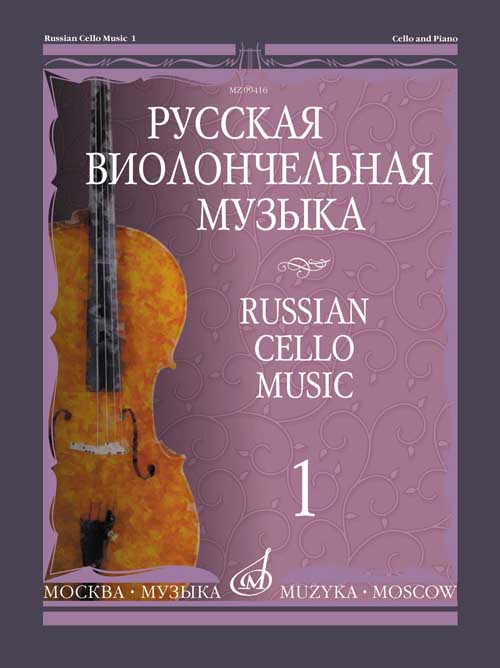 Russian Cello Music 1
Cello and Piano
MZ 09416
РУССКАЯ
ВИОЛОНЧЕЛЬНАЯ
МУЗЫКА
RUSSIAN
CELLO
MUSIC
1
М
МОСКВА · МУЗЫКА
MUZYKA · MOSCOW